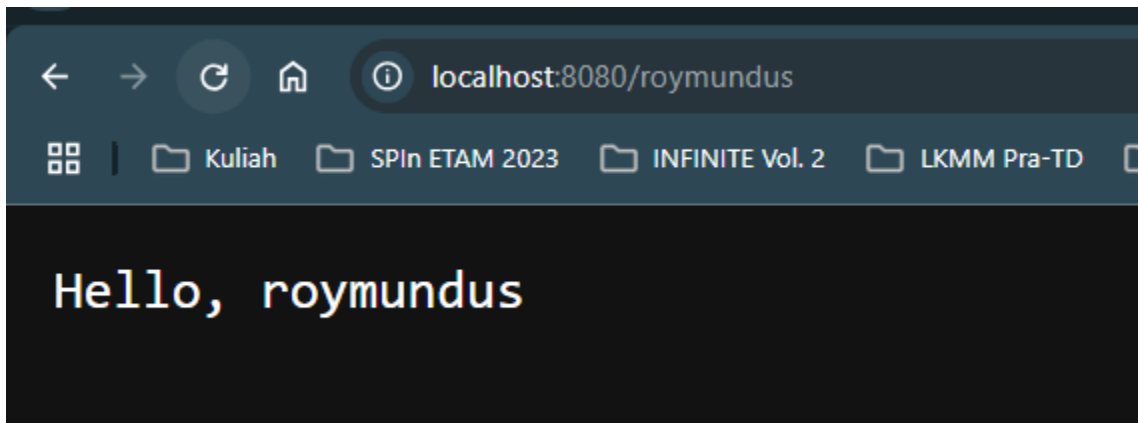 localhost:8080/roymundus
Kuliah SPIn ETAM 2023 INFINITE Vol. 2 LKMM Pra-TD
Hello, roymundus